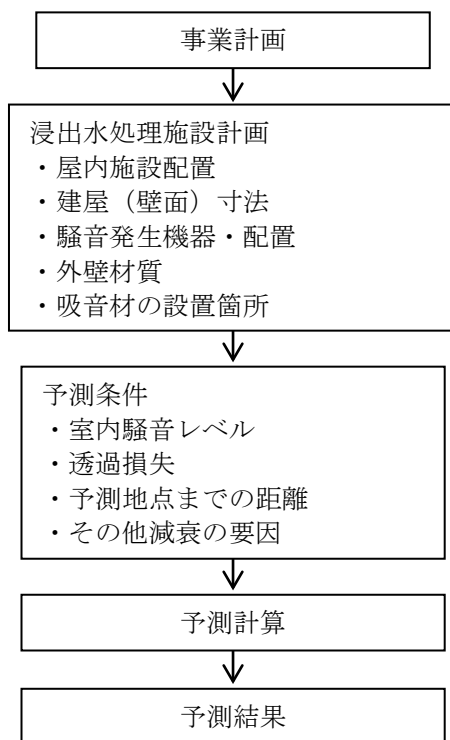 事業計画
浸出水処理施設計画
・屋内施設配置
・建屋（壁面）寸法
・騒音発生機器・配置
・外壁材質
・吸音材の設置箇所
予測条件
・室内騒音レベル
・透過損失
・予測地点までの距離
・その他減衰の要因
予測計算
予測結果